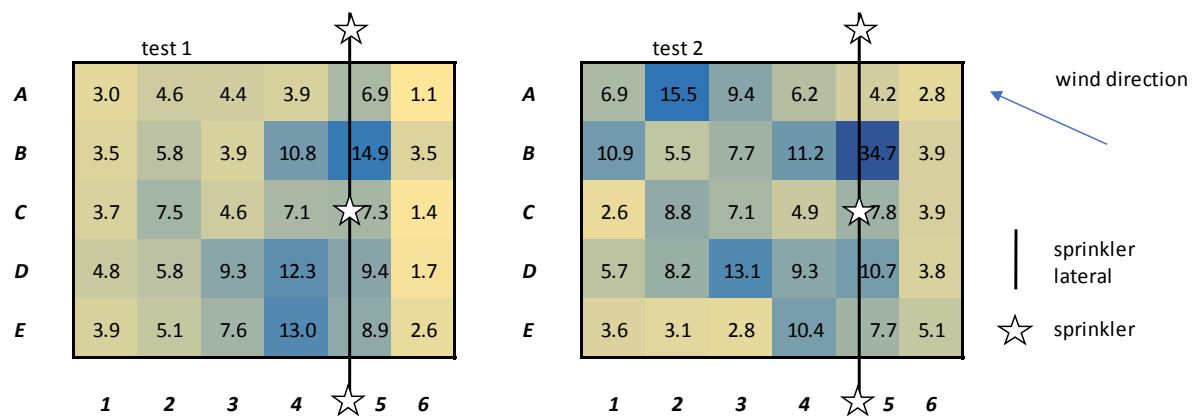 test 1
A 3.0 4.6 4.4 3.9 6.9 1.1
B 3.5 5.8 3.9 10.8 14.9 3.5
C 3.7 7.5 4.6 7.1 7.3 1.4
D 4.8 5.8 9.3 12.3 9.4 1.7
E 3.9 5.1 7.6 13.0 8.9 2.6
1 2 3 4 5 6
test 2
A 6.9 15.5 9.4 6.2 4.2 2.8
B 10.9 5.5 7.7 11.2 34.7 3.9
C 2.6 8.8 7.1 4.9 7.8 3.9
D 5.7 8.2 13.1 9.3 10.7 3.8
E 3.6 3.1 2.8 10.4 7.7 5.1
1 2 3 4 5 6
wind direction
sprinkler
lateral
sprinkler